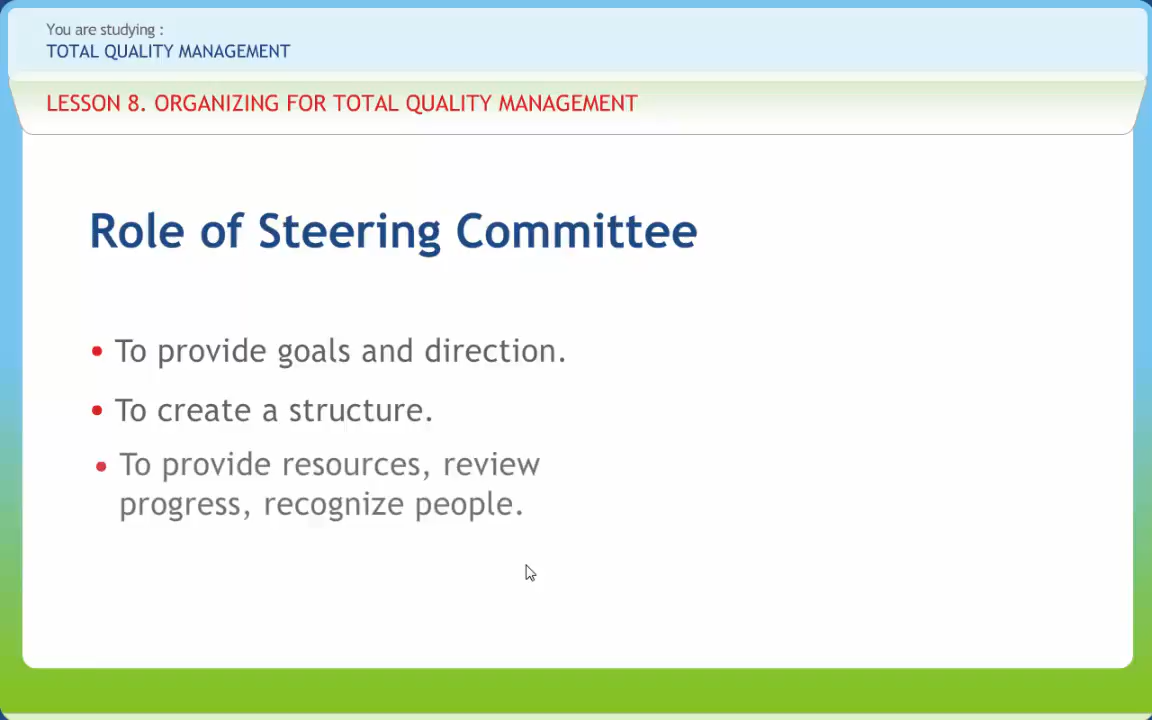 You are studying :
TOTAL QUALITY MANAGEMENT
LESSON 8. ORGANIZING FOR TOTAL QUALITY MANAGEMENT
Role of Steering Committee
• To provide goals and direction.
• To create a structure.
• To provide resources, review
progress, recognize people.